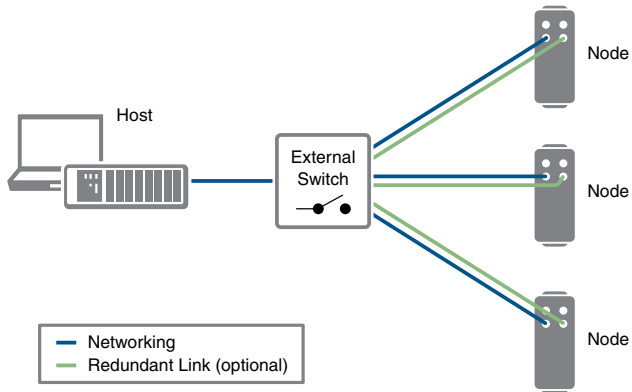 Node
Host
External
Switch
Node
Node
Networking
Redundant Link (optional)